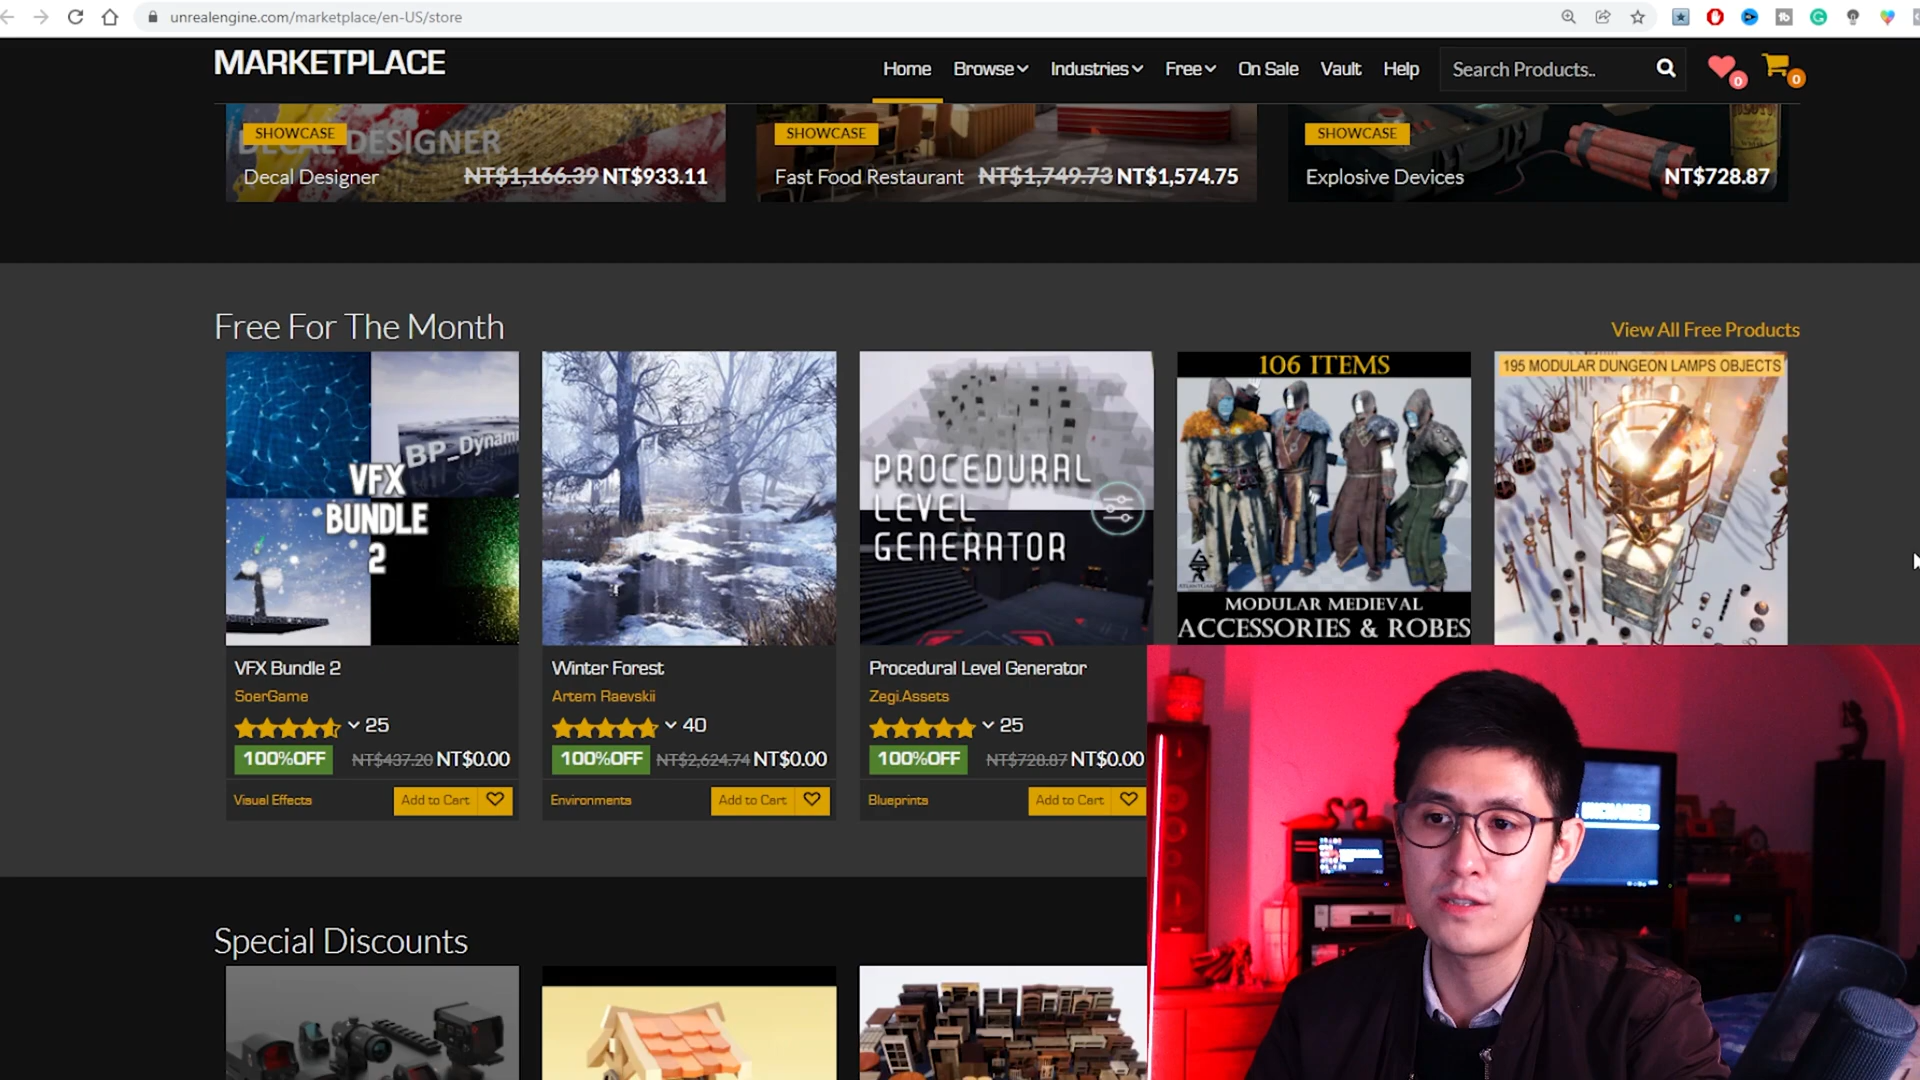 unrealengine.com/marketplace/en-US/store
MARKETPLACE
Home Browse Industries Free On Sale Vault Help Search Products.. 0 0
SHOWCASE
DESIGNER
Decal Designer NT$1,166.39 NT$933.11
SHOWCASE
Fast Food Restaurant NT$1,749.73 NT$1,574.75
SHOWCASE
Explosive Devices NT$728.87
Free For The Month
View All Free Products
BP_Dynam
VFX
BUNDLE
2
VFX Bundle 2
SoerGame
25
100%OFF NT$437.20 NT$0.00
Visual Effects Add to Cart
Winter Forest
Artem Raevskii
40
100%OFF NT$2,624.74 NT$0.00
Environments Add to Cart
PROCEDURAL
LEVEL
GENERATOR
Procedural Level Generator
Zegi.Assets
25
100%OFF NT$728.87 NT$0.00
Blueprints Add to Cart
106 ITEMS
MODULAR MEDIEVAL
ACCESSORIES & ROBES
195 MODULAR DUNGEON LAMPS OBJECTS
Special Discounts